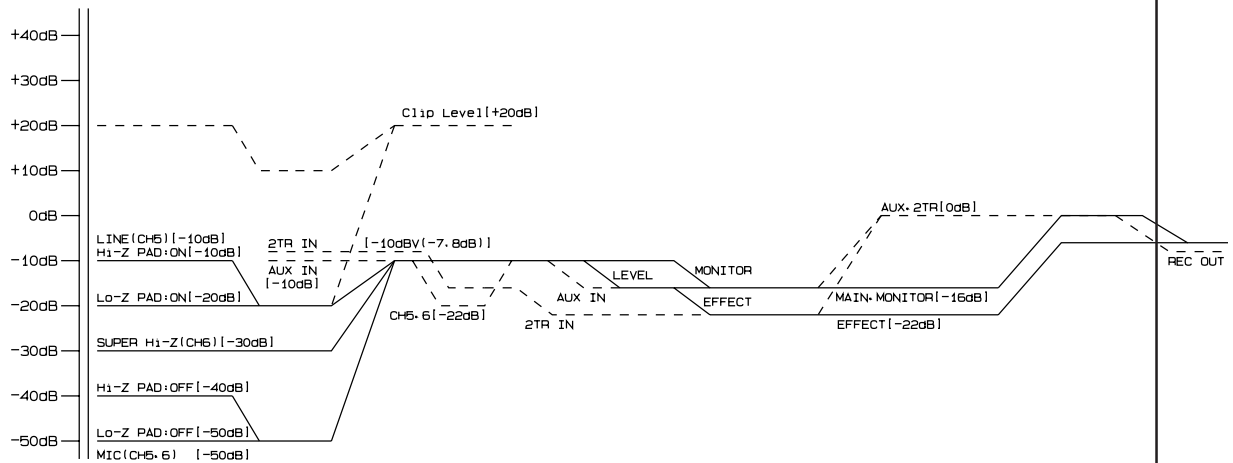 +40dB
+30dB
+20dB
+10dB
0dB
-10dB
-20dB
-30dB
-40dB
-50dB
Clip Level[+20dB]
LINE(CH5)[-10dB]
Hi-Z PAD:ON[-10dB]
Lo-Z PAD:ON[-20dB]
SUPER Hi-Z(CH6)[-30dB]
Hi-Z PAD:OFF[-40dB]
Lo-Z PAD:OFF[-50dB]
MIC(CH5.6) [-50dB]
2TR IN [-10dBV(-7.8dB)]
AUX IN
[-10dB]
CH5.6[-22dB]
2TR IN
AUX IN
LEVEL
MONITOR
EFFECT
AUX.2TR[0dB]
MAIN.MONITOR[-16dB]
EFFECT[-22dB]
REC OUT